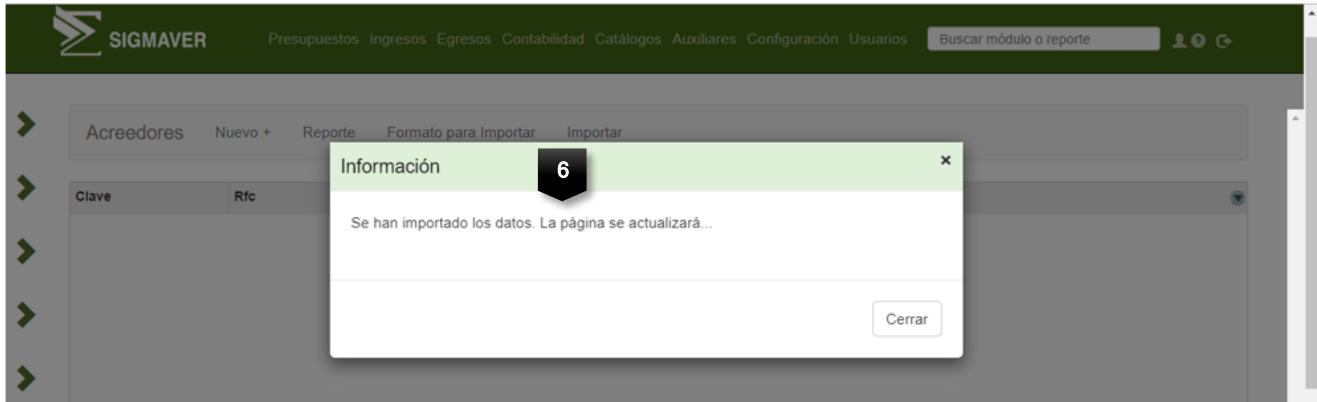 SIGMAVER Presupuestos Ingresos Egresos Contabilidad Catálogos Auxiliares Configuración Usuarios Buscar módulo o reporte
Acreedores Nuevo + Reporte Formato para Importar Importar
Información 6 ×
Clave Rfc
Se han importado los datos. La página se actualizará...
Cerrar